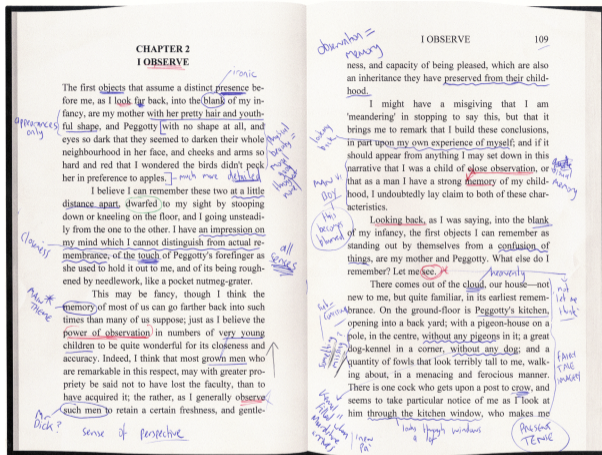 CHAPTER 2
I OBSERVE
ironic
The first objects that assume a distinct presence be-
fore me, as I look far back, into the blank of my in-
fancy, are my mother with her pretty hair and youth-
ful shape, and Peggotty with no shape at all, and
eyes so dark that they seemed to darken their whole
neighbourhood in her face, and cheeks and arms so
hard and red that I wondered the birds didn't peck
her in preference to apples.
much more detailed
appearances
only
I believe I can remember these two at a little
distance apart, dwarfed to my sight by stooping
down or kneeling on the floor, and I going unsteadi-
ly from the one to the other. I have an impression on
my mind which I cannot distinguish from actual re-
membrance, of the touch of Peggotty's forefinger as
she used to hold it out to me, and of its being rough-
ened by needlework, like a pocket nutmeg-grater.
closeness
all
senses
This may be fancy, though I think the
memory of most of us can go farther back into such
times than many of us suppose; just as I believe the
power of observation in numbers of very young
children to be quite wonderful for its closeness and
accuracy. Indeed, I think that most grown men who
are remarkable in this respect, may with greater pro-
priety be said not to have lost the faculty, than to
have acquired it; the rather, as I generally observe
such men to retain a certain freshness, and gentle-
MAIN
THEME
Mr.
Dick?
sense of perspective
observation =
memory
I OBSERVE
109
ness, and capacity of being pleased, which are also
an inheritance they have preserved from their child-
hood.
I might have a misgiving that I am
'meandering' in stopping to say this, but that it
brings me to remark that I build these conclusions,
in part upon my own experience of myself; and if it
should appear from anything I may set down in this
narrative that I was a child of close observation, or
that as a man I have a strong memory of my child-
hood, I undoubtedly lay claim to both of these char-
acteristics.
looking
back
MAN vs
BOY
this
becomes
blurred
memory
Looking back, as I was saying, into the blank
of my infancy, the first objects I can remember as
standing out by themselves from a confusion of
things, are my mother and Peggotty. What else do I
remember? Let me see.
heavenly
There comes out of the cloud, our house—not
new to me, but quite familiar, in its earliest remem-
brance. On the ground-floor is Peggotty's kitchen,
opening into a back yard; with a pigeon-house on a
pole, in the centre, without any pigeons in it; a great
dog-kennel in a corner, without any dog; and a
quantity of fowls that look terribly tall to me, walk-
ing about, in a menacing and ferocious manner.
There is one cock who gets upon a post to crow, and
seems to take particular notice of me as I look at
him through the kitchen window, who makes me
something
missing
FAIRY
TALE
IMAGERY
looks through windows
a lot
PRESENT
TENSE